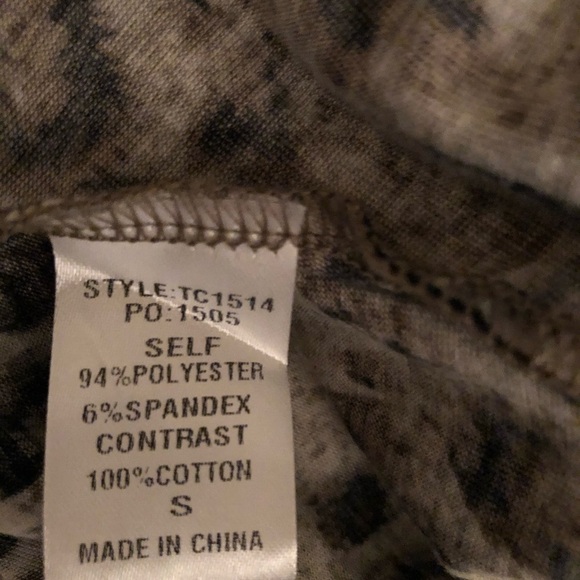 STYLE:TC1514
PO:1505
SELF
94%POLYESTER
6%SPANDEX
CONTRAST
100%COTTON
S
MADE IN CHINA